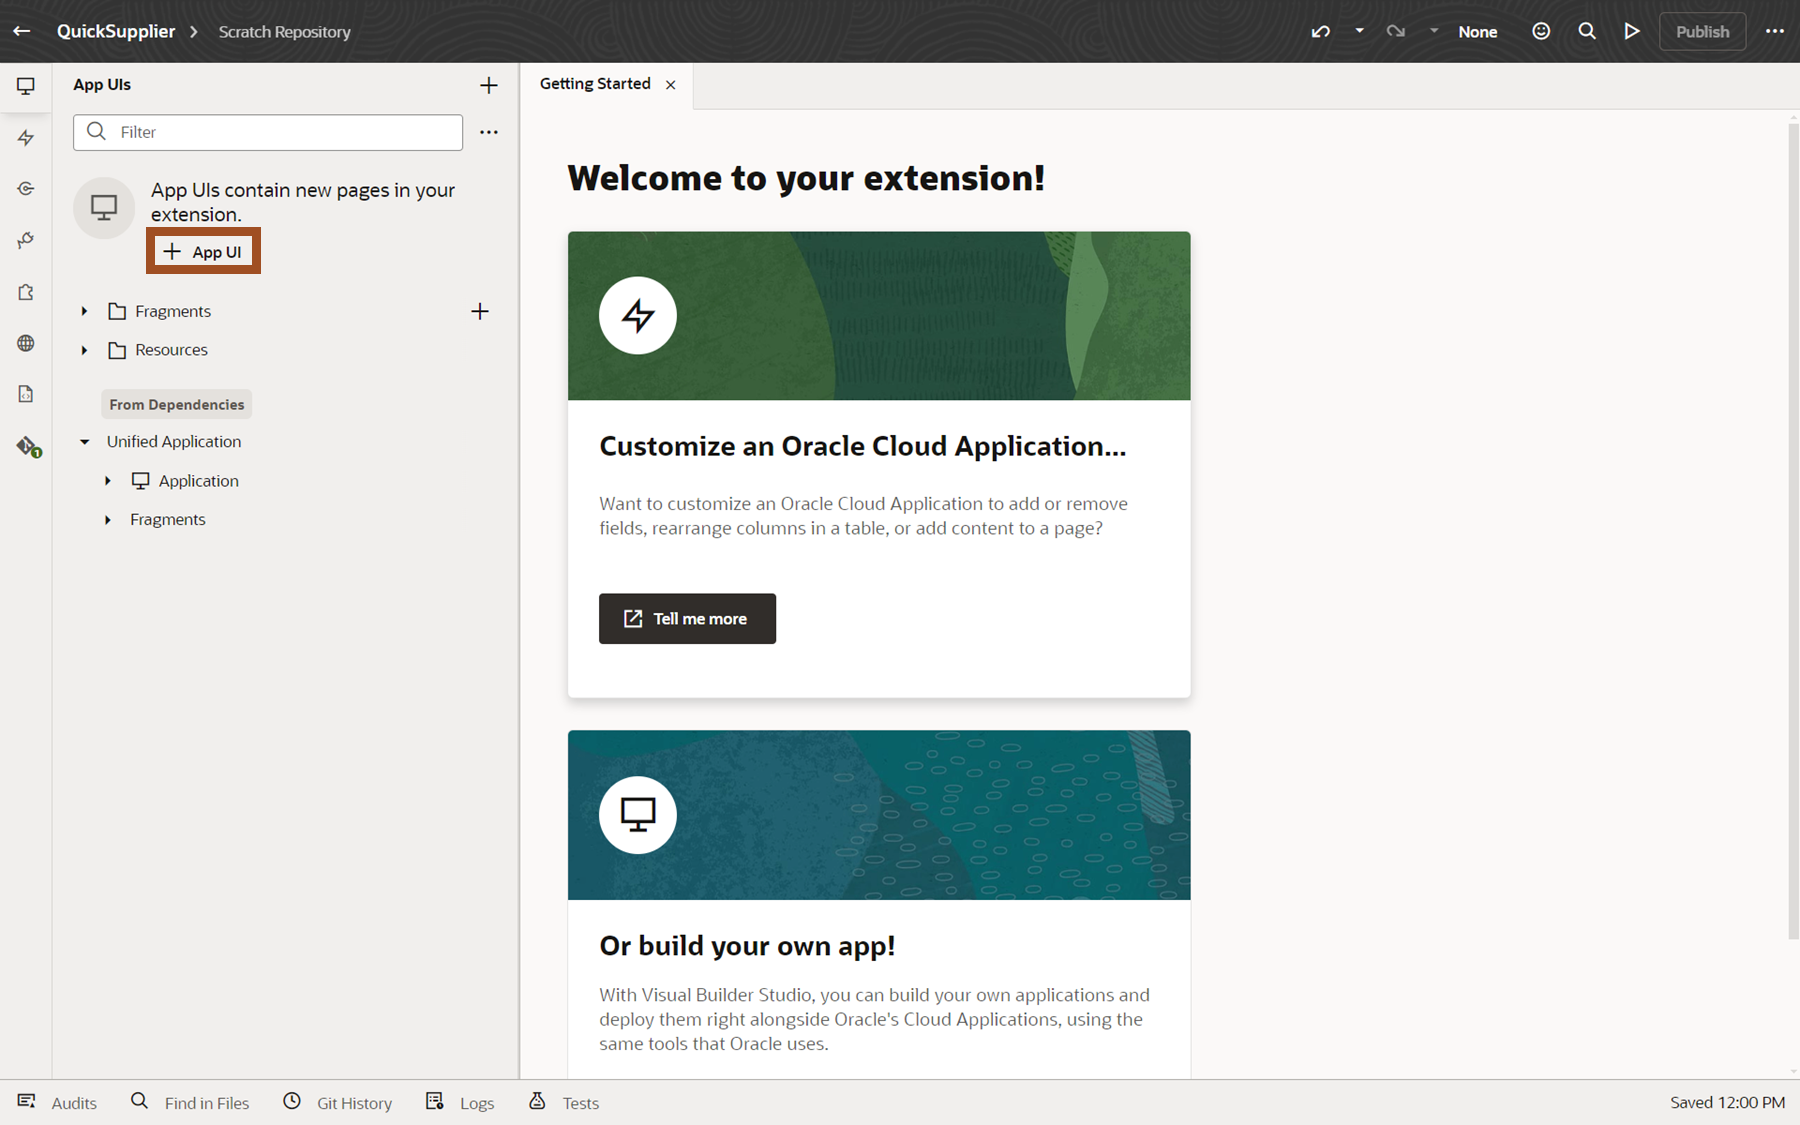 QuickSupplier
Scratch Repository
None
Publish
App UIs
Filter
App UIs contain new pages in your
extension.
App UI
Fragments
Resources
From Dependencies
Unified Application
Application
Fragments
Getting Started
Welcome to your extension!
Customize an Oracle Cloud Application...
Want to customize an Oracle Cloud Application to add or remove
fields, rearrange columns in a table, or add content to a page?
Tell me more
Or build your own app!
With Visual Builder Studio, you can build your own applications and
deploy them right alongside Oracle's Cloud Applications, using the
same tools that Oracle uses.
1
Audits
Find in Files
Git History
Logs
Tests
Saved 12:00 PM